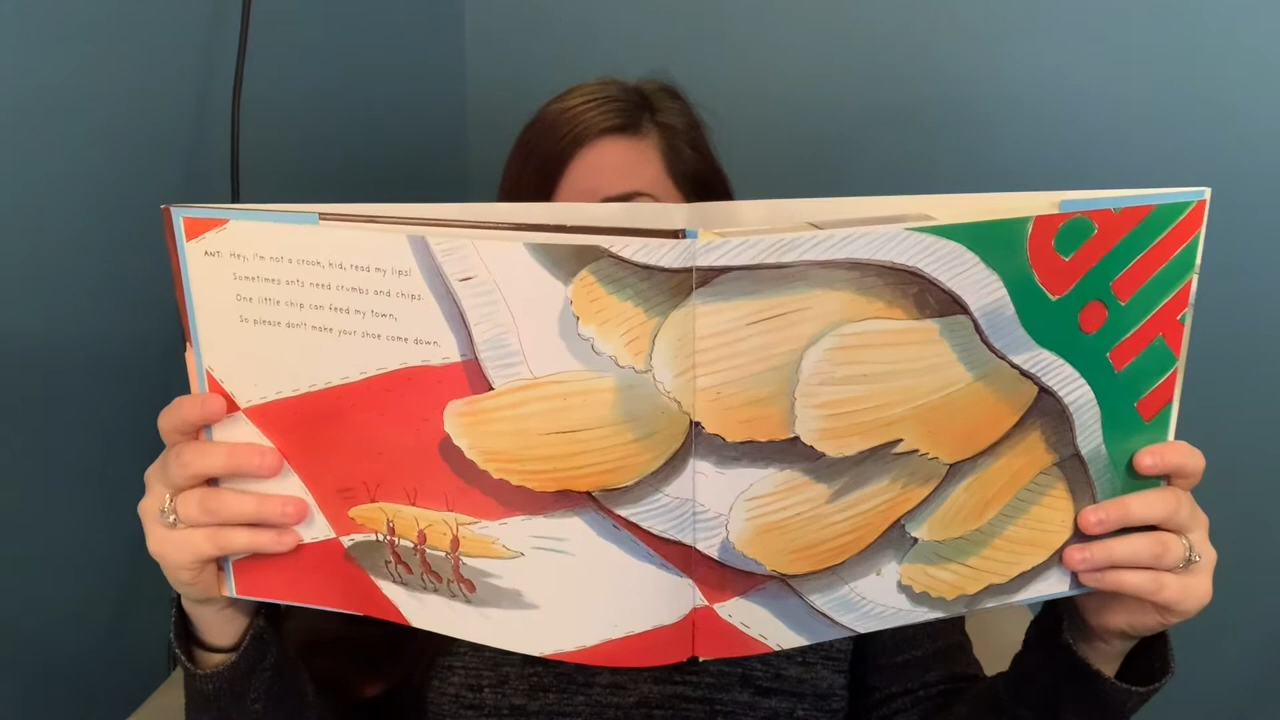 ANT: Hey, I'm not a crook, kid, read my lips!
Sometimes ants need crumbs and chips.
One little chip can feed my town,
So please don't make your shoe come down.